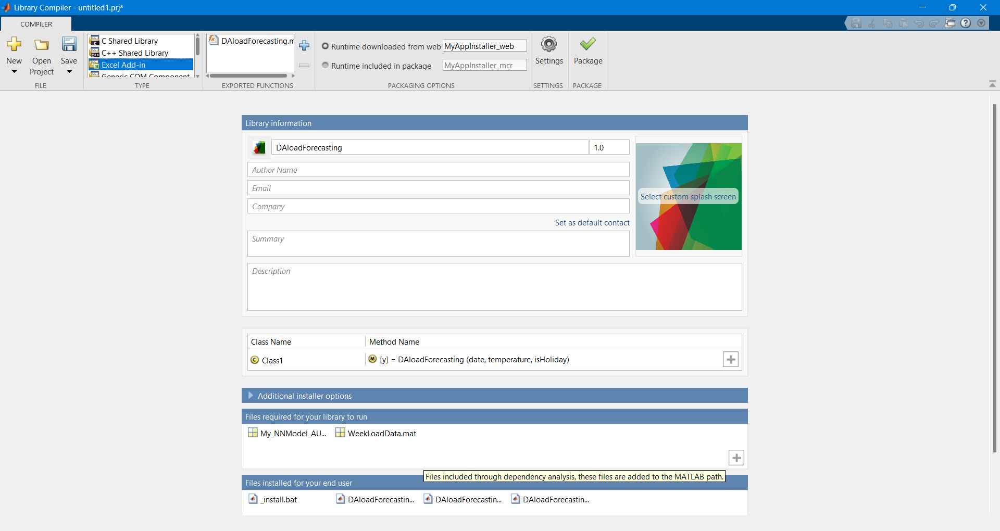 Library Compiler - untitled1.prj*
COMPILER
New
Open Project
Save
FILE
C Shared Library
C++ Shared Library
Excel Add-in
Generic COM Component
TYPE
DAloadForecasting.m
EXPORTED FUNCTIONS
Runtime downloaded from web
MyAppInstaller_web
Runtime included in package
MyAppInstaller_mcr
PACKAGING OPTIONS
Settings
SETTINGS
Package
PACKAGE
Library information
DAloadForecasting
1.0
Author Name
Email
Company
Set as default contact
Summary
Select custom splash screen
Description
Class Name
Method Name
Class1
[y] = DAloadForecasting (date, temperature, isHoliday)
Additional installer options
Files required for your library to run
My_NNModel_AU...
WeekLoadData.mat
Files included through dependency analysis, these files are added to the MATLAB path.
Files installed for your end user
_install.bat
DAloadForecastin...
DAloadForecastin...
DAloadForecastin...